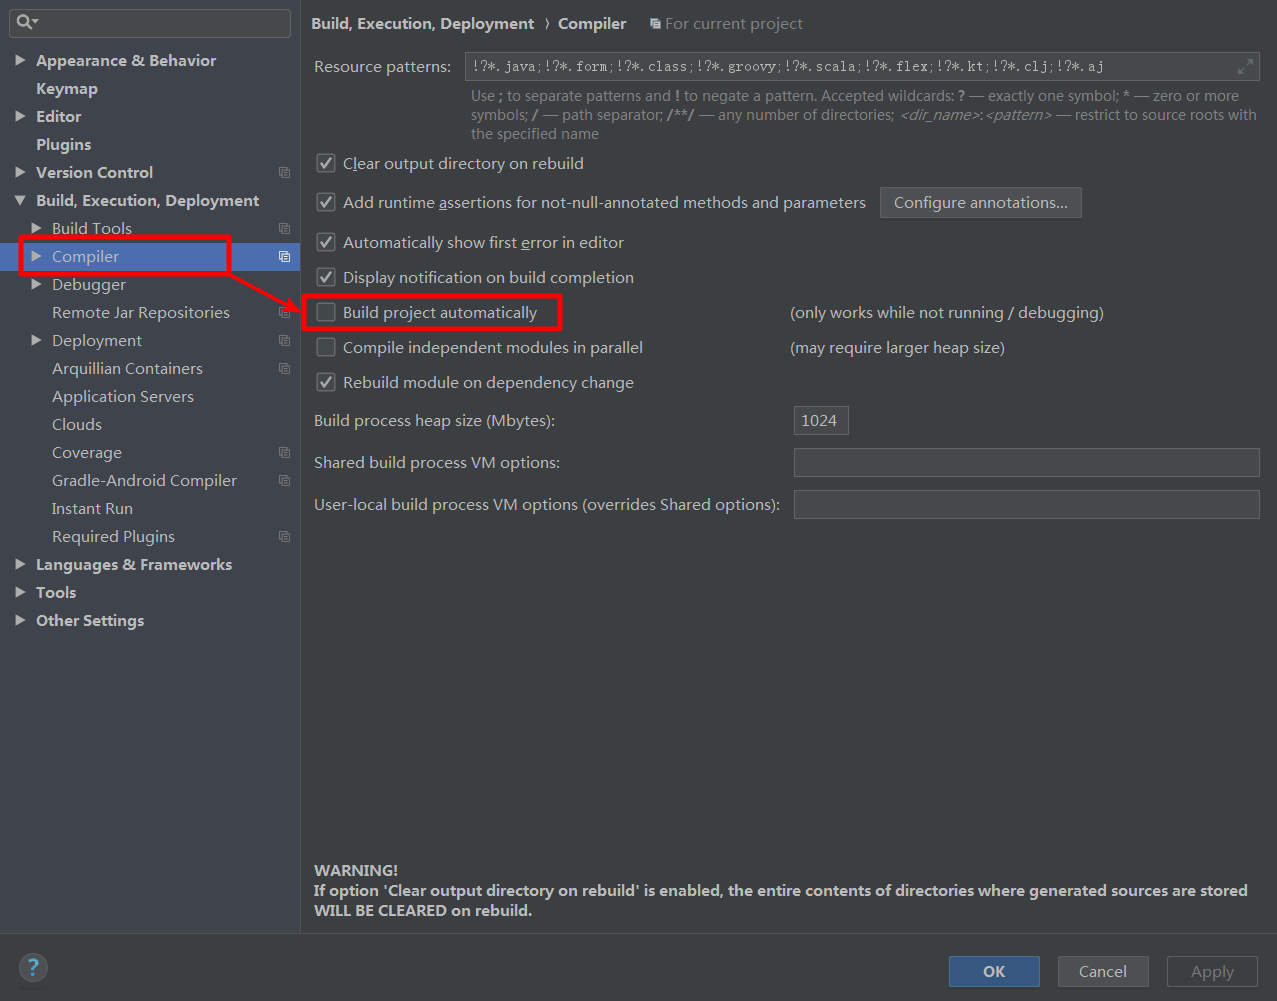 Appearance & Behavior
Keymap
Editor
Plugins
Version Control
Build, Execution, Deployment
Build Tools
Compiler
Debugger
Remote Jar Repositories
Deployment
Arquillian Containers
Application Servers
Clouds
Coverage
Gradle-Android Compiler
Instant Run
Required Plugins
Languages & Frameworks
Tools
Other Settings
Build, Execution, Deployment › Compiler For current project
Resource patterns: !?*.java;!?*.form;!?*.class;!?*.groovy;!?*.scala;!?*.flex;!?*.kt;!?*.clj;!?*.aj
Use ; to separate patterns and ! to negate a pattern. Accepted wildcards: ? — exactly one symbol; * — zero or more
symbols; / — path separator; /**/ — any number of directories; <dir_name>:<pattern> — restrict to source roots with
the specified name
Clear output directory on rebuild
Add runtime assertions for not-null-annotated methods and parameters Configure annotations...
Automatically show first error in editor
Display notification on build completion
Build project automatically (only works while not running / debugging)
Compile independent modules in parallel (may require larger heap size)
Rebuild module on dependency change
Build process heap size (Mbytes): 1024
Shared build process VM options:
User-local build process VM options (overrides Shared options):
WARNING!
If option 'Clear output directory on rebuild' is enabled, the entire contents of directories where generated sources are stored
WILL BE CLEARED on rebuild.
? OK Cancel Apply